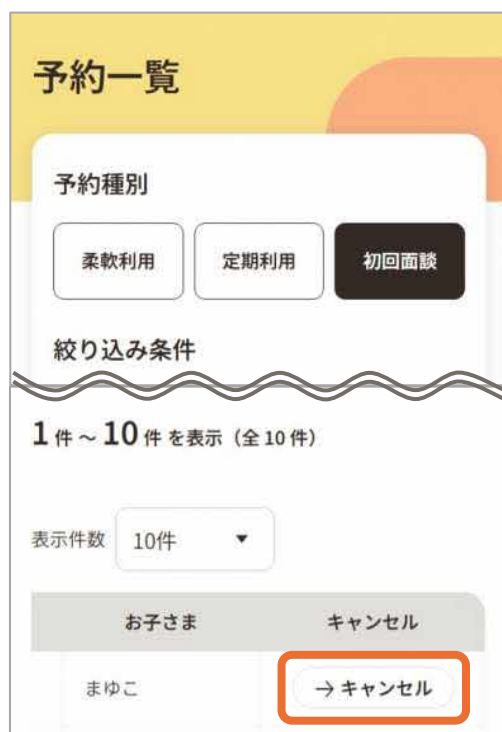 予約一覧
予約種別
柔軟利用 定期利用 初回面談
絞り込み条件
1件～10件を表示（全10件）
表示件数 10件
お子さま キャンセル
まゆこ →キャンセル